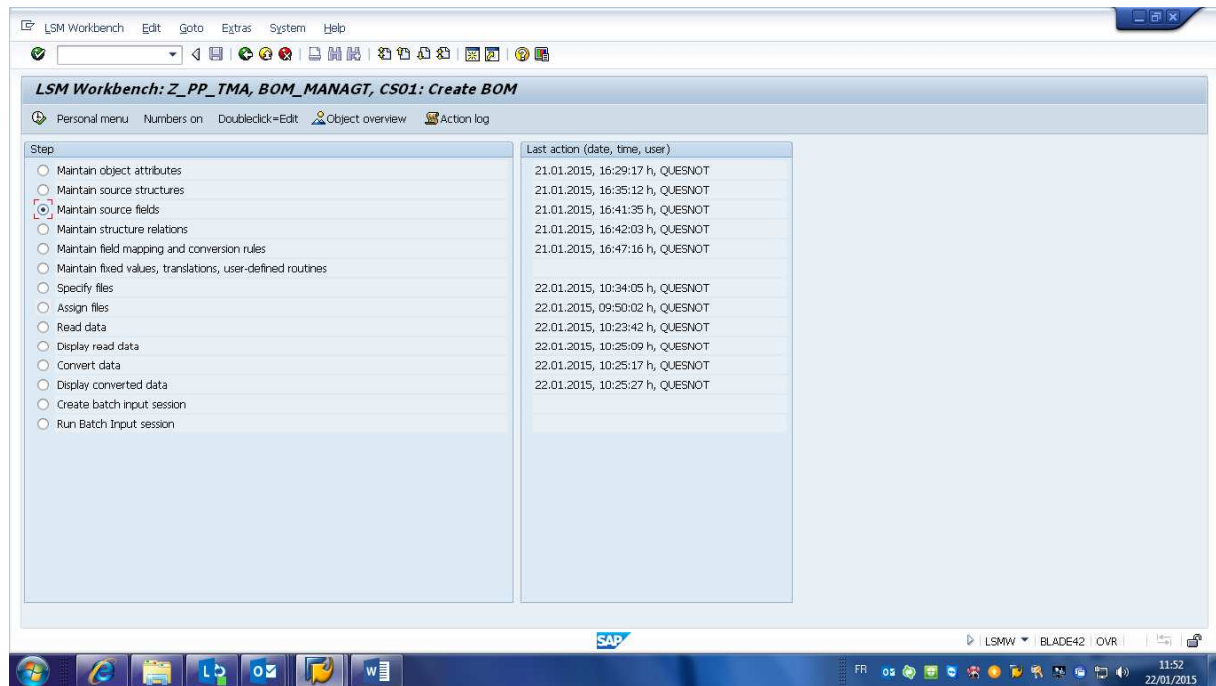 LSM Workbench Edit Goto Extras System Help
LSM Workbench: Z_PP_TMA, BOM_MANAGT, CS01: Create BOM
Personal menu Numbers on Doubleclick=Edit Object overview Action log
Step Last action (date, time, user)
Maintain object attributes 21.01.2015, 16:29:17 h, QUESNOT
Maintain source structures 21.01.2015, 16:35:12 h, QUESNOT
Maintain source fields 21.01.2015, 16:41:35 h, QUESNOT
Maintain structure relations 21.01.2015, 16:42:03 h, QUESNOT
Maintain field mapping and conversion rules 21.01.2015, 16:47:16 h, QUESNOT
Maintain fixed values, translations, user-defined routines
Specify files 22.01.2015, 10:34:05 h, QUESNOT
Assign files 22.01.2015, 09:50:02 h, QUESNOT
Read data 22.01.2015, 10:23:42 h, QUESNOT
Display read data 22.01.2015, 10:25:09 h, QUESNOT
Convert data 22.01.2015, 10:25:17 h, QUESNOT
Display converted data 22.01.2015, 10:25:27 h, QUESNOT
Create batch input session
Run Batch Input session
SAP LSMW BLADE42 OVR
FR 11:52
22/01/2015